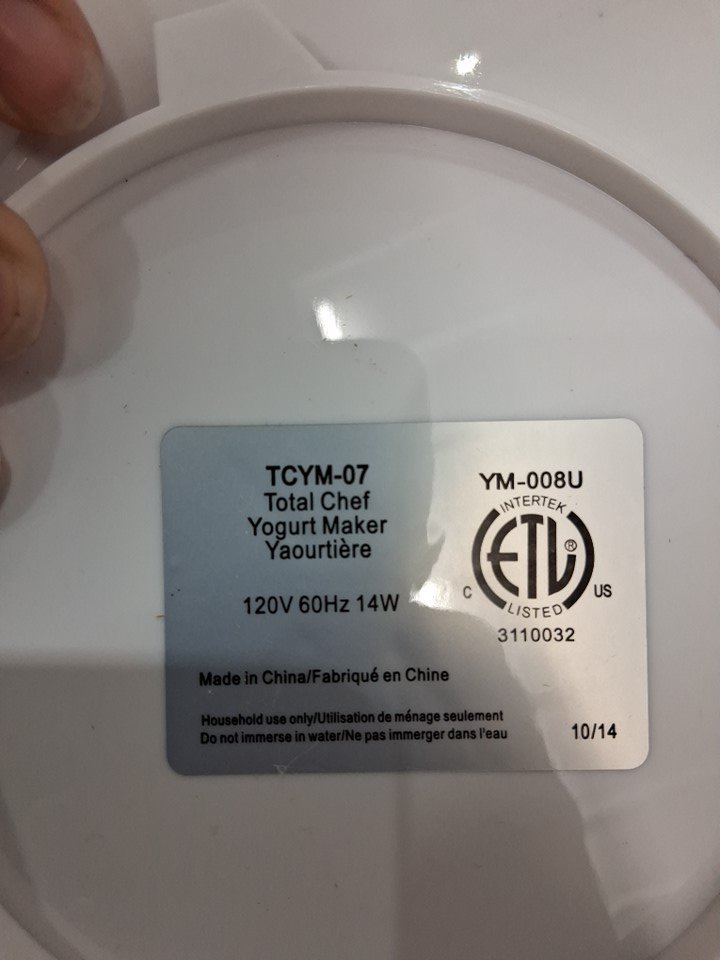 TCYM-07
Total Chef
Yogurt Maker
Yaourtière
120V 60Hz 14W
YM-008U
INTERTEK
ETL®
C US
LISTED
3110032
Made in China/Fabriqué en Chine
Household use only/Utilisation de ménage seulement
Do not immerse in water/Ne pas immerger dans l'eau
10/14